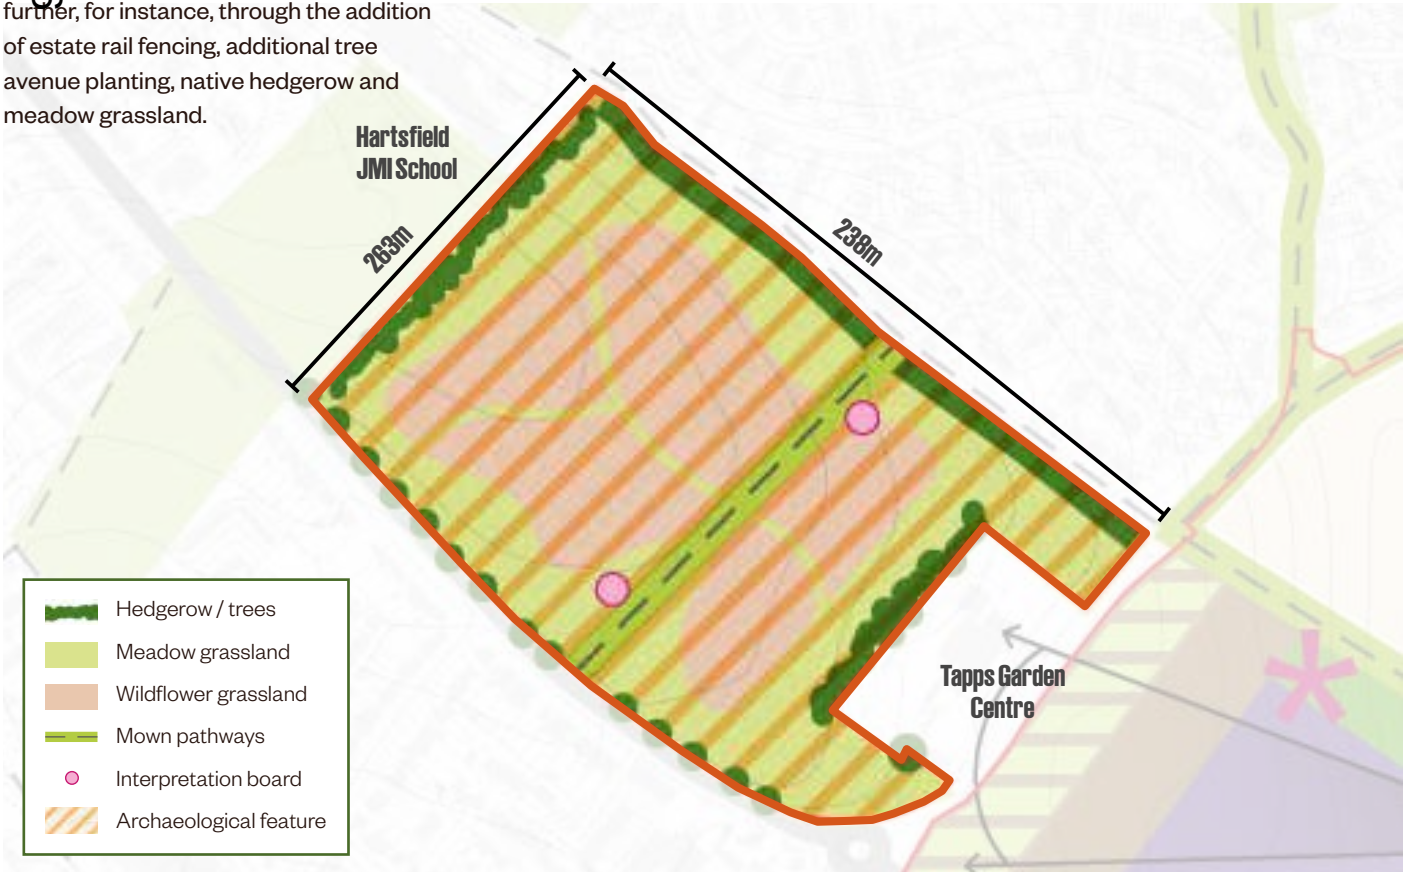 further, for instance, through the addition
of estate rail fencing, additional tree
avenue planting, native hedgerow and
meadow grassland.
Hartsfield
JMI School
263m
238m
Tapps Garden
Centre
Hedgerow / trees
Meadow grassland
Wildflower grassland
Mown pathways
Interpretation board
Archaeological feature